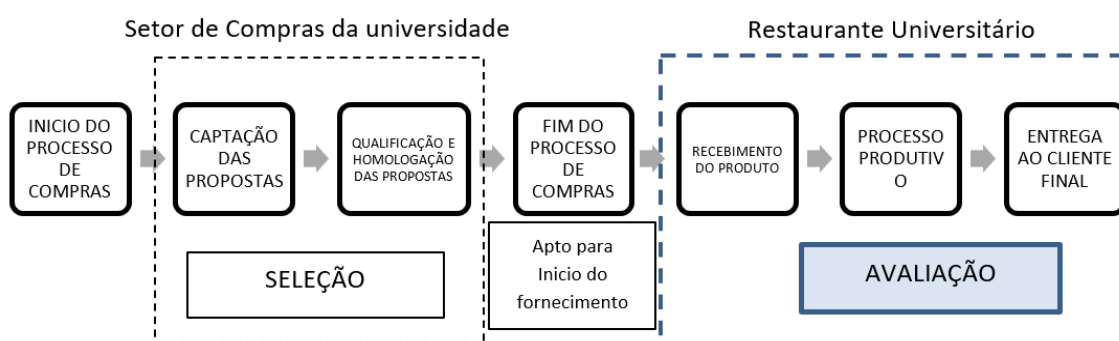 Setor de Compras da universidade
Restaurante Universitário
INICIO DO
PROCESSO
DE
COMPRAS
CAPTAÇÃO
DAS
PROPOSTAS
QUALIFICAÇÃO E
HOMOLOGAÇÃO
DAS PROPOSTAS
FIM DO
PROCESSO
DE
COMPRAS
RECEBIMENTO
DO PRODUTO
PROCESSO
PRODUTIV
O
ENTREGA
AO CLIENTE
FINAL
SELEÇÃO
Apto para
Inicio do
fornecimento
AVALIAÇÃO